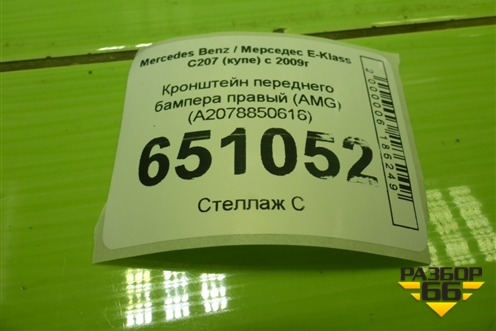 Mercedes Benz / Мерседес E-Klass
C207 (купе) с 2009г
Кронштейн переднего
бампера правый (AMG)
(A2078850616)
651052
Стеллаж С
2000006186249
РАЗБОР
66